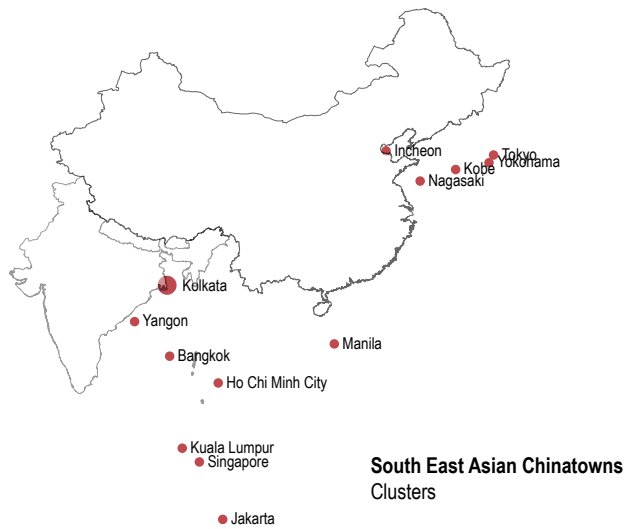 Incheon
Tokyo
Yokohama
Kobe
Nagasaki
Kolkata
Yangon
Manila
Bangkok
Ho Chi Minh City
Kuala Lumpur
Singapore
South East Asian Chinatowns
Clusters
Jakarta